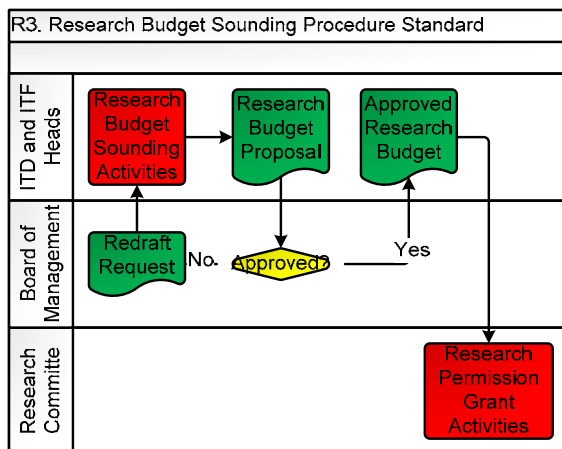 R3. Research Budget Sounding Procedure Standard
ITD and ITF
Heads
Research
Budget
Sounding
Activities
Research
Budget
Proposal
Approved
Research
Budget
Board of
Management
Redraft
Request
No
Approved?
Yes
Research
Committe
Research
Permission
Grant
Activities